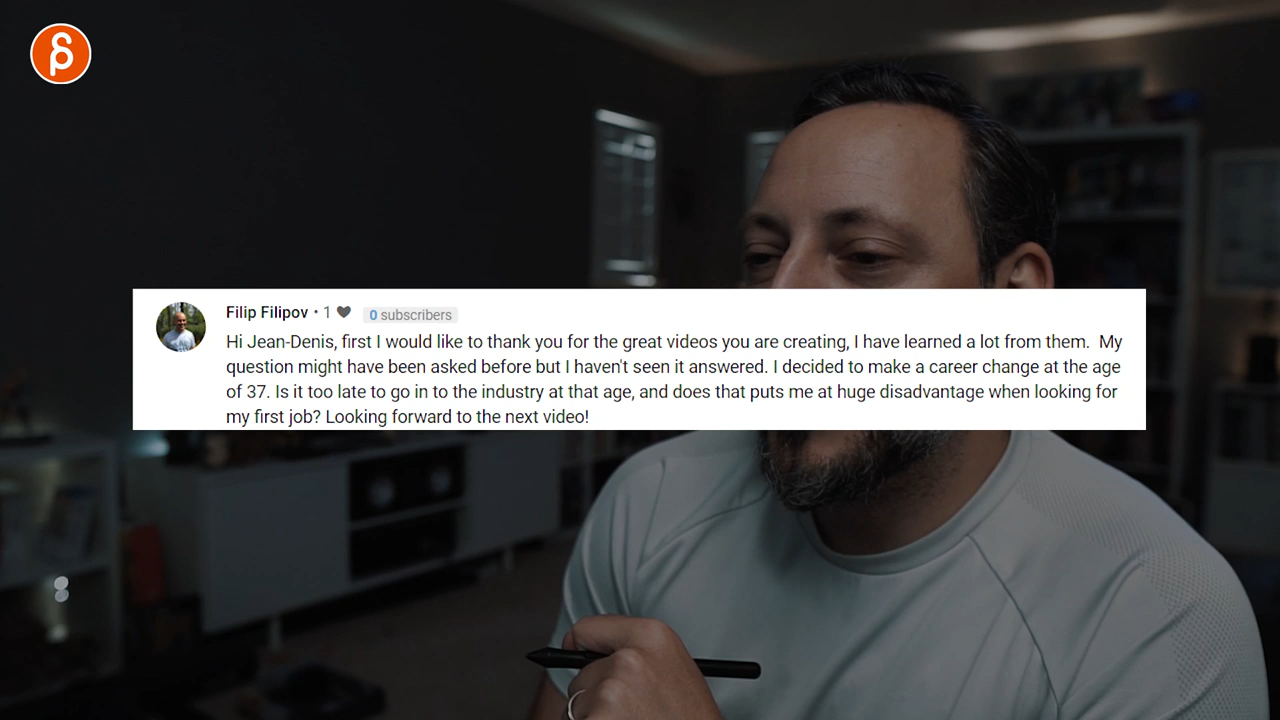 Filip Filipov • 1 ♥ 0 subscribers
Hi Jean-Denis, first I would like to thank you for the great videos you are creating, I have learned a lot from them.  My
question might have been asked before but I haven't seen it answered. I decided to make a career change at the age
of 37. Is it too late to go in to the industry at that age, and does that puts me at huge disadvantage when looking for
my first job? Looking forward to the next video!